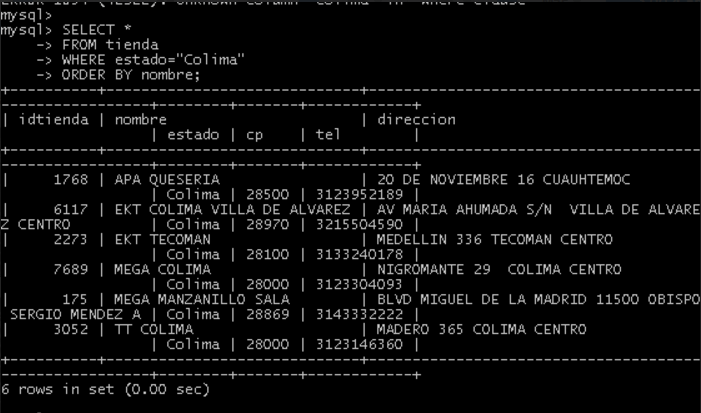 mysql>
mysql> SELECT *
    -> FROM tienda
    -> WHERE estado="Colima"
    -> ORDER BY nombre;
+----------+--------------------------------+-----------------------------------------
-----------------+--------+-------+------------+
| idtienda | nombre                         | direccion
                 | estado | cp    | tel        |
+----------+--------------------------------+-----------------------------------------
-----------------+--------+-------+------------+
|     1768 | APA QUESERIA                   | 20 DE NOVIEMBRE 16 CUAUHTEMOC
                 | Colima | 28500 | 3123952189 |
|     6117 | EKT COLIMA VILLA DE ALVAREZ | AV MARIA AHUMADA S/N  VILLA DE ALVARE
Z CENTRO         | Colima | 28970 | 3215504590 |
|     2273 | EKT TECOMAN                    | MEDELLIN 336 TECOMAN CENTRO
                 | Colima | 28100 | 3133240178 |
|     7689 | MEGA COLIMA                    | NIGROMANTE 29  COLIMA CENTRO
                 | Colima | 28000 | 3123304093 |
|      175 | MEGA MANZANILLO SALA           | BLVD MIGUEL DE LA MADRID 11500 OBISPO
 SERGIO MENDEZ A | Colima | 28869 | 3143332222 |
|     3052 | TT COLIMA                      | MADERO 365 COLIMA CENTRO
                 | Colima | 28000 | 3123146360 |
+----------+--------------------------------+-----------------------------------------
-----------------+--------+-------+------------+
6 rows in set (0.00 sec)